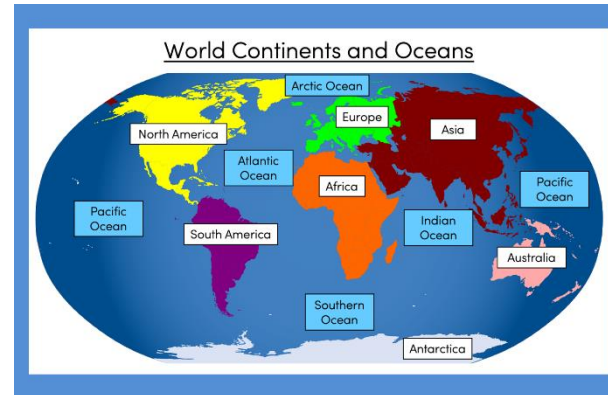 World Continents and Oceans
Arctic Ocean
Europe
Asia
North America
Atlantic
Ocean
Africa
Pacific
Ocean
Pacific
Ocean
South America
Indian
Ocean
Australia
Southern
Ocean
Antarctica